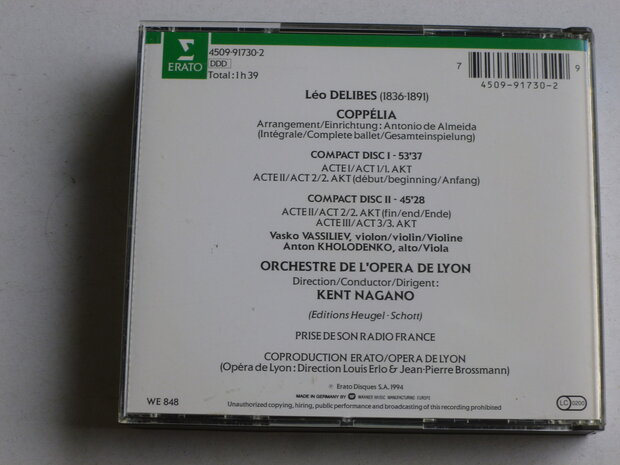 ERATO
4509-91730-2
DDD
Total: 1 h 39
7
4509-91730-2
9
Léo DELIBES (1836-1891)
COPPÉLIA
Arrangement/Einrichtung: Antonio de Almeida
(Intégrale/Complete ballet/Gesamteinspielung)
COMPACT DISC I - 53'37
ACTE I/ACT 1/1. AKT
ACTE II/ACT 2/2. AKT (début/beginning/Anfang)
COMPACT DISC II - 45'28
ACTE II/ACT 2/2. AKT (fin/end/Ende)
ACTE III/ACT 3/3. AKT
Vasko VASSILIEV, violon/violin/Violine
Anton KHOLODENKO, alto/Viola
ORCHESTRE DE L'OPERA DE LYON
Direction/Conductor/Dirigent:
KENT NAGANO
(Editions Heugel - Schott)
PRISE DE SON RADIO FRANCE
COPRODUCTION ERATO/OPERA DE LYON
(Opéra de Lyon: Direction Louis Erlo & Jean-Pierre Brossmann)
℗ Erato Disques S.A. 1994
MADE IN GERMANY BY WARNER MUSIC MANUFACTURING EUROPE
WE 848
Unauthorized copying, hiring, public performance and broadcasting of this recording prohibited
LC 0200